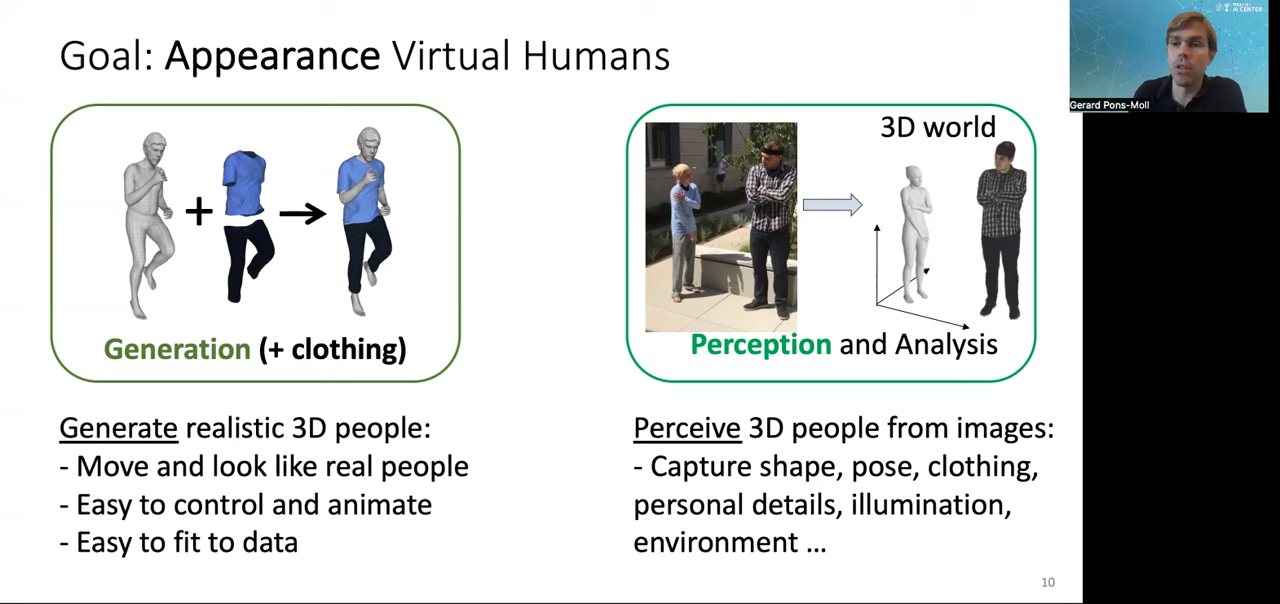 Goal: Appearance Virtual Humans
AI CENTER
Gerard Pons-Moll
3D world
Generation (+ clothing)
Perception and Analysis
Generate realistic 3D people:
- Move and look like real people
- Easy to control and animate
- Easy to fit to data
Perceive 3D people from images:
- Capture shape, pose, clothing,
personal details, illumination,
environment ...
10